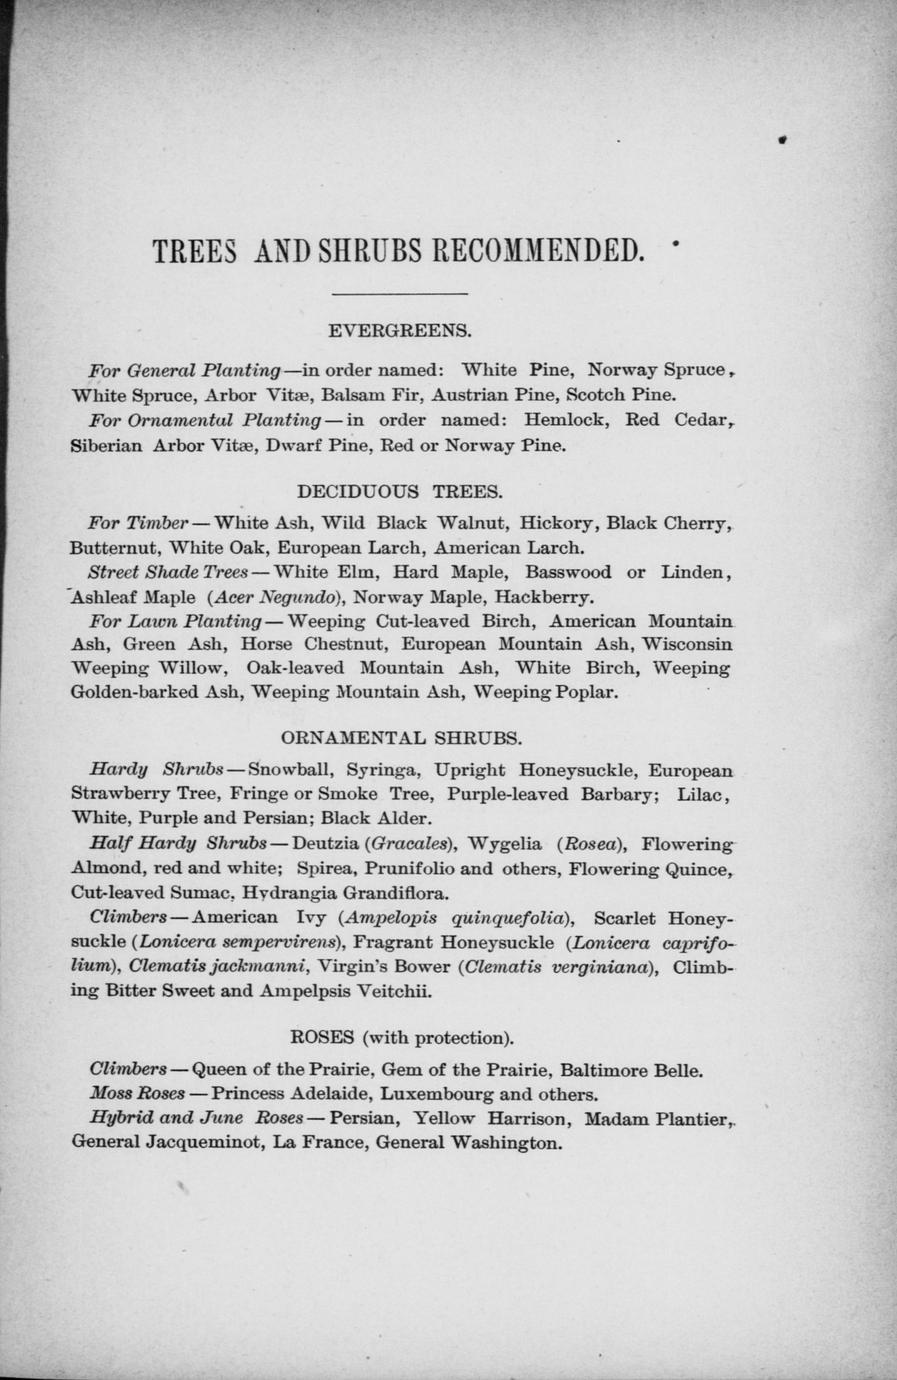 TREES AND SHRUBS RECOMMENDED.
EVERGREENS.
For General Planting—in order named: White Pine, Norway Spruce,
White Spruce, Arbor Vitæ, Balsam Fir, Austrian Pine, Scotch Pine.
For Ornamental Planting—in order named: Hemlock, Red Cedar,
Siberian Arbor Vitæ, Dwarf Pine, Red or Norway Pine.
DECIDUOUS TREES.
For Timber—White Ash, Wild Black Walnut, Hickory, Black Cherry,
Butternut, White Oak, European Larch, American Larch.
Street Shade Trees—White Elm, Hard Maple, Basswood or Linden,
Ashleaf Maple (Acer Negundo), Norway Maple, Hackberry.
For Lawn Planting—Weeping Cut-leaved Birch, American Mountain
Ash, Green Ash, Horse Chestnut, European Mountain Ash, Wisconsin
Weeping Willow, Oak-leaved Mountain Ash, White Birch, Weeping
Golden-barked Ash, Weeping Mountain Ash, Weeping Poplar.
ORNAMENTAL SHRUBS.
Hardy Shrubs—Snowball, Syringa, Upright Honeysuckle, European
Strawberry Tree, Fringe or Smoke Tree, Purple-leaved Barbary; Lilac,
White, Purple and Persian; Black Alder.
Half Hardy Shrubs—Deutzia (Gracales), Wygelia (Rosea), Flowering
Almond, red and white; Spirea, Prunifolio and others, Flowering Quince,
Cut-leaved Sumac, Hydrangia Grandiflora.
Climbers—American Ivy (Ampelopis quinquefolia), Scarlet Honey-
suckle (Lonicera sempervirens), Fragrant Honeysuckle (Lonicera caprifo-
lium), Clematis jackmanni, Virgin's Bower (Clematis verginiana), Climb-
ing Bitter Sweet and Ampelpsis Veitchii.
ROSES (with protection).
Climbers—Queen of the Prairie, Gem of the Prairie, Baltimore Belle.
Moss Roses—Princess Adelaide, Luxembourg and others.
Hybrid and June Roses—Persian, Yellow Harrison, Madam Plantier,
General Jacqueminot, La France, General Washington.